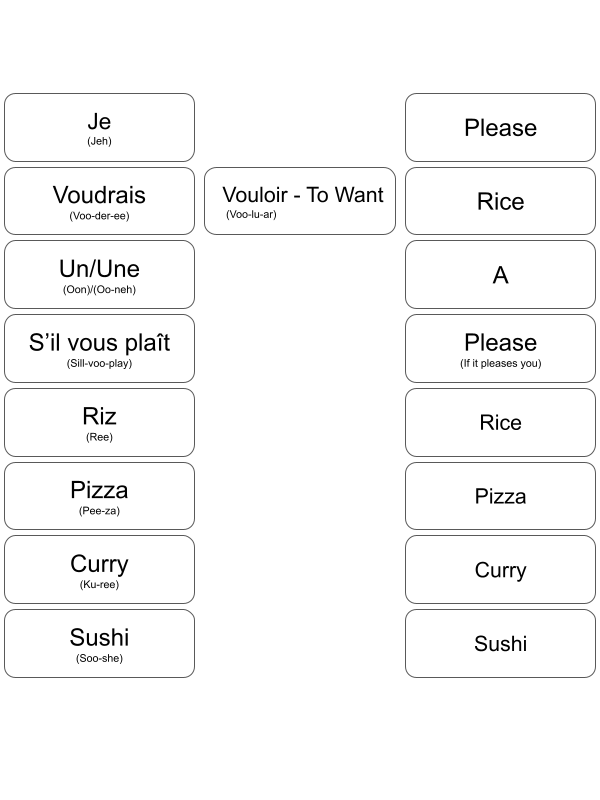 Je
(Jeh)
Please
Voudrais
(Voo-der-ee)
Vouloir - To Want
(Voo-lu-ar)
Rice
Un/Une
(Oon)/(Oo-neh)
A
S’il vous plaît
(Sill-voo-play)
Please
(If it pleases you)
Riz
(Ree)
Rice
Pizza
(Pee-za)
Pizza
Curry
(Ku-ree)
Curry
Sushi
(Soo-she)
Sushi